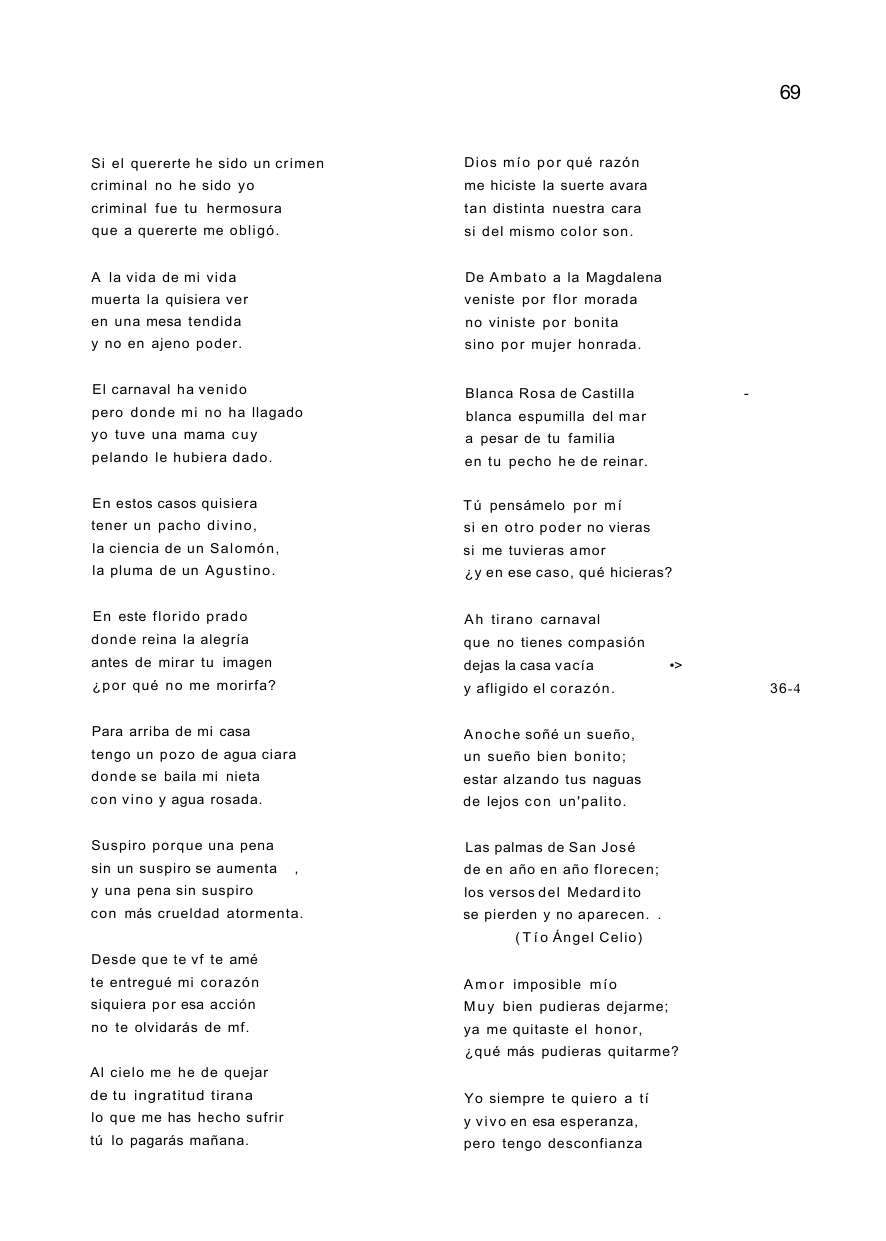 69
Si el quererte he sido un crimen
criminal no he sido yo
criminal fue tu hermosura
que a quererte me obligó.
A la vida de mi vida
muerta la quisiera ver
en una mesa tendida
y no en ajeno poder.
El carnaval ha venido
pero donde mi no ha llagado
yo tuve una mama cuy
pelando le hubiera dado.
En estos casos quisiera
tener un pacho divino,
la ciencia de un Salomón,
la pluma de un Agustino.
En este florido prado
donde reina la alegría
antes de mirar tu imagen
¿por qué no me morirfa?
Para arriba de mi casa
tengo un pozo de agua ciara
donde se baila mi nieta
con vino y agua rosada.
Suspiro porque una pena
sin un suspiro se aumenta ,
y una pena sin suspiro
con más crueldad atormenta.
Desde que te vf te amé
te entregué mi corazón
siquiera por esa acción
no te olvidarás de mf.
Al cielo me he de quejar
de tu ingratitud tirana
lo que me has hecho sufrir
tú lo pagarás mañana.
Dios mío por qué razón
me hiciste la suerte avara
tan distinta nuestra cara
si del mismo color son.
De Ambato a la Magdalena
veniste por flor morada
no viniste por bonita
sino por mujer honrada.
Blanca Rosa de Castilla -
blanca espumilla del mar
a pesar de tu familia
en tu pecho he de reinar.
Tú pensámelo por mí
si en otro poder no vieras
si me tuvieras amor
¿y en ese caso, qué hicieras?
Ah tirano carnaval
que no tienes compasión
dejas la casa vacía •>
y afligido el corazón. 36-4
Anoche soñé un sueño,
un sueño bien bonito;
estar alzando tus naguas
de lejos con un'palito.
Las palmas de San José
de en año en año florecen;
los versos del Medardito
se pierden y no aparecen. .
(Tío Ángel Celio)
Amor imposible mío
Muy bien pudieras dejarme;
ya me quitaste el honor,
¿qué más pudieras quitarme?
Yo siempre te quiero a tí
y vivo en esa esperanza,
pero tengo desconfianza